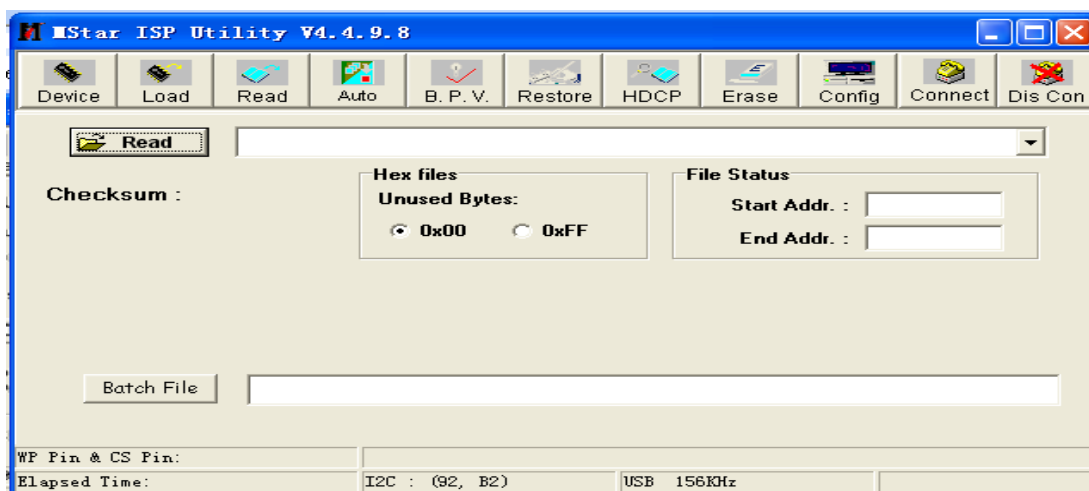 MStar ISP Utility V4.4.9.8
Device Load Read Auto B.P.V. Restore HDCP Erase Config Connect Dis Con
Read
Checksum :
Hex files
Unused Bytes:
0x00 0xFF
File Status
Start Addr. :
End Addr. :
Batch File
WP Pin & CS Pin:
Elapsed Time: I2C : (92, B2) USB 156KHz